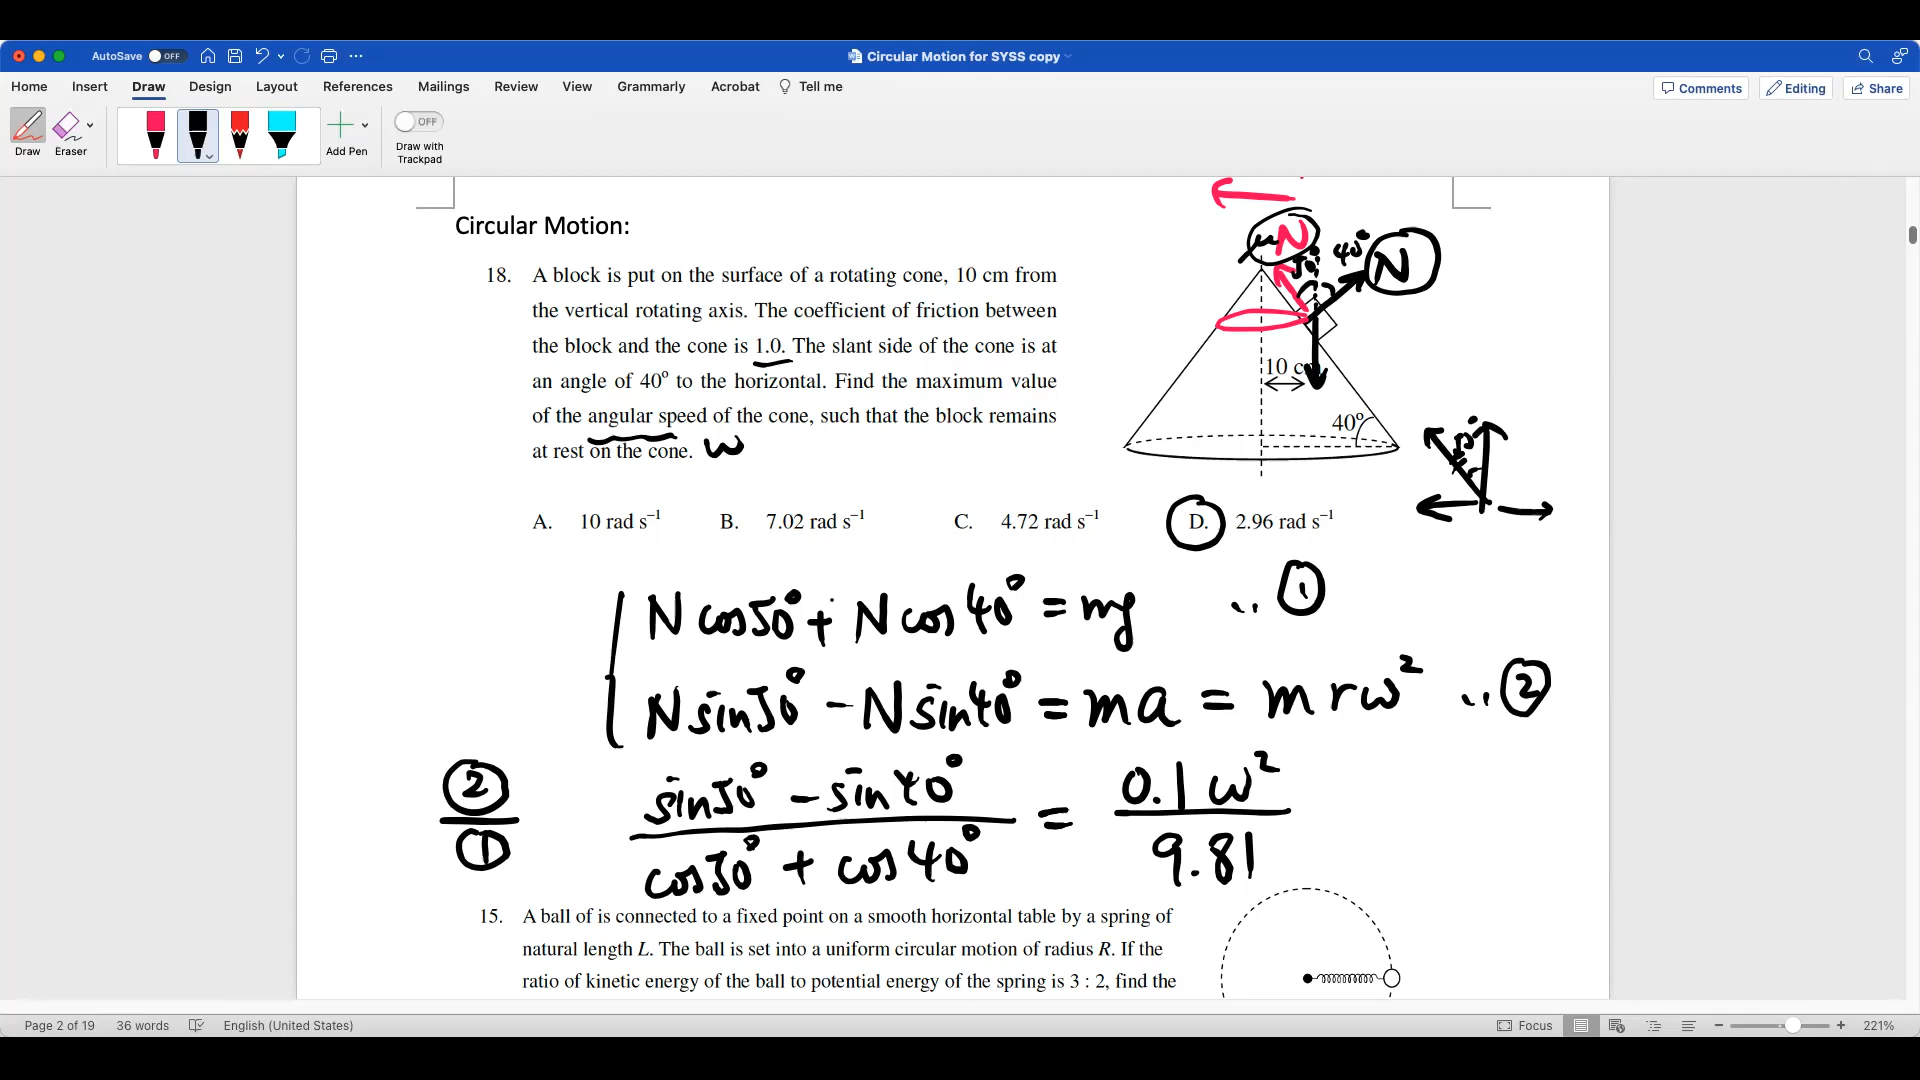 AutoSave OFF
Circular Motion for SYSS copy
Home Insert Draw Design Layout References Mailings Review View Grammarly Acrobat Tell me
Comments Editing Share
OFF
Draw Eraser Add Pen Draw with Trackpad
Circular Motion:
μN
50° 40° N
18. A block is put on the surface of a rotating cone, 10 cm from
the vertical rotating axis. The coefficient of friction between
the block and the cone is 1.0. The slant side of the cone is at
an angle of 40° to the horizontal. Find the maximum value
of the angular speed of the cone, such that the block remains
at rest on the cone. ω
10 c
40°
A. 10 rad s⁻¹ B. 7.02 rad s⁻¹ C. 4.72 rad s⁻¹ D. 2.96 rad s⁻¹
N cos50° + N cos40° = mg .. ①
N sin50° - N sin40° = ma = mrω² .. ②
②/① (sin50° - sin40°)/(cos50° + cos40°) = 0.1ω²/9.81
15. A ball of is connected to a fixed point on a smooth horizontal table by a spring of
natural length L. The ball is set into a uniform circular motion of radius R. If the
ratio of kinetic energy of the ball to potential energy of the spring is 3 : 2, find the
Page 2 of 19 36 words English (United States) Focus 221%